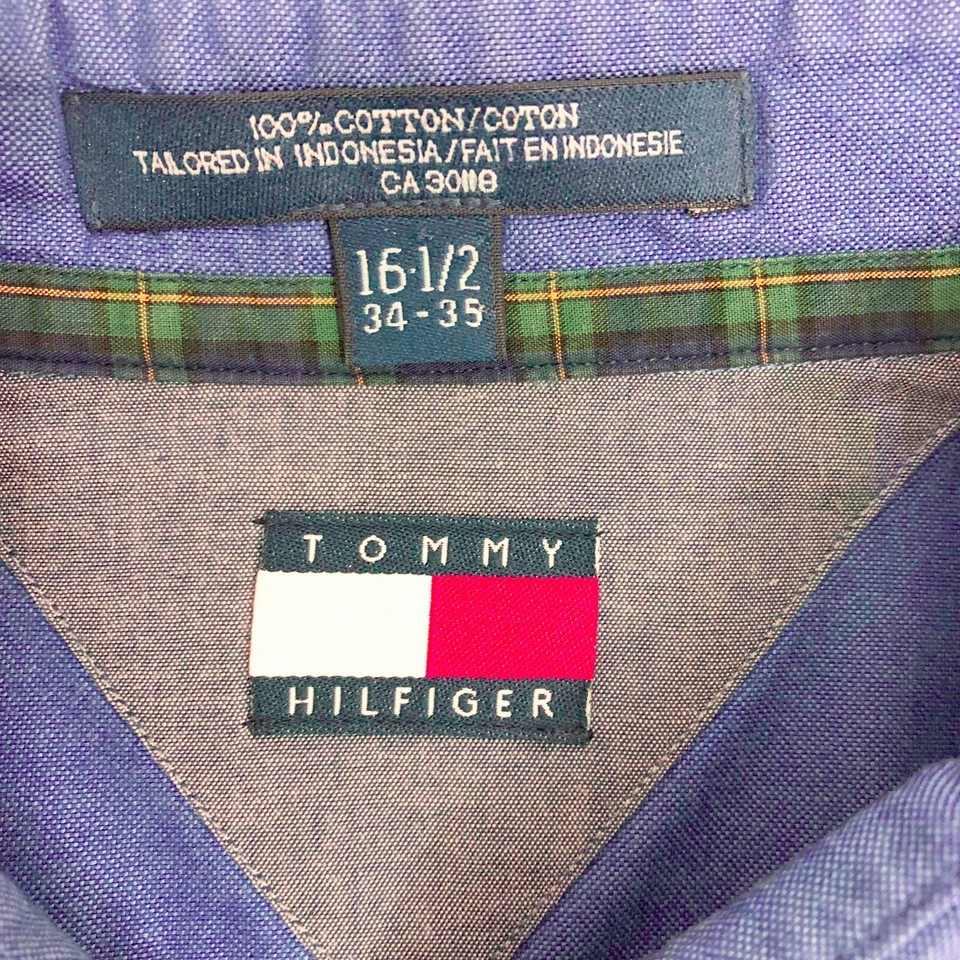 100% COTTON/COTON
TAILORED IN INDONESIA/FAIT EN INDONESIE
CA 30118
16·1/2
34-35
TOMMY
HILFIGER